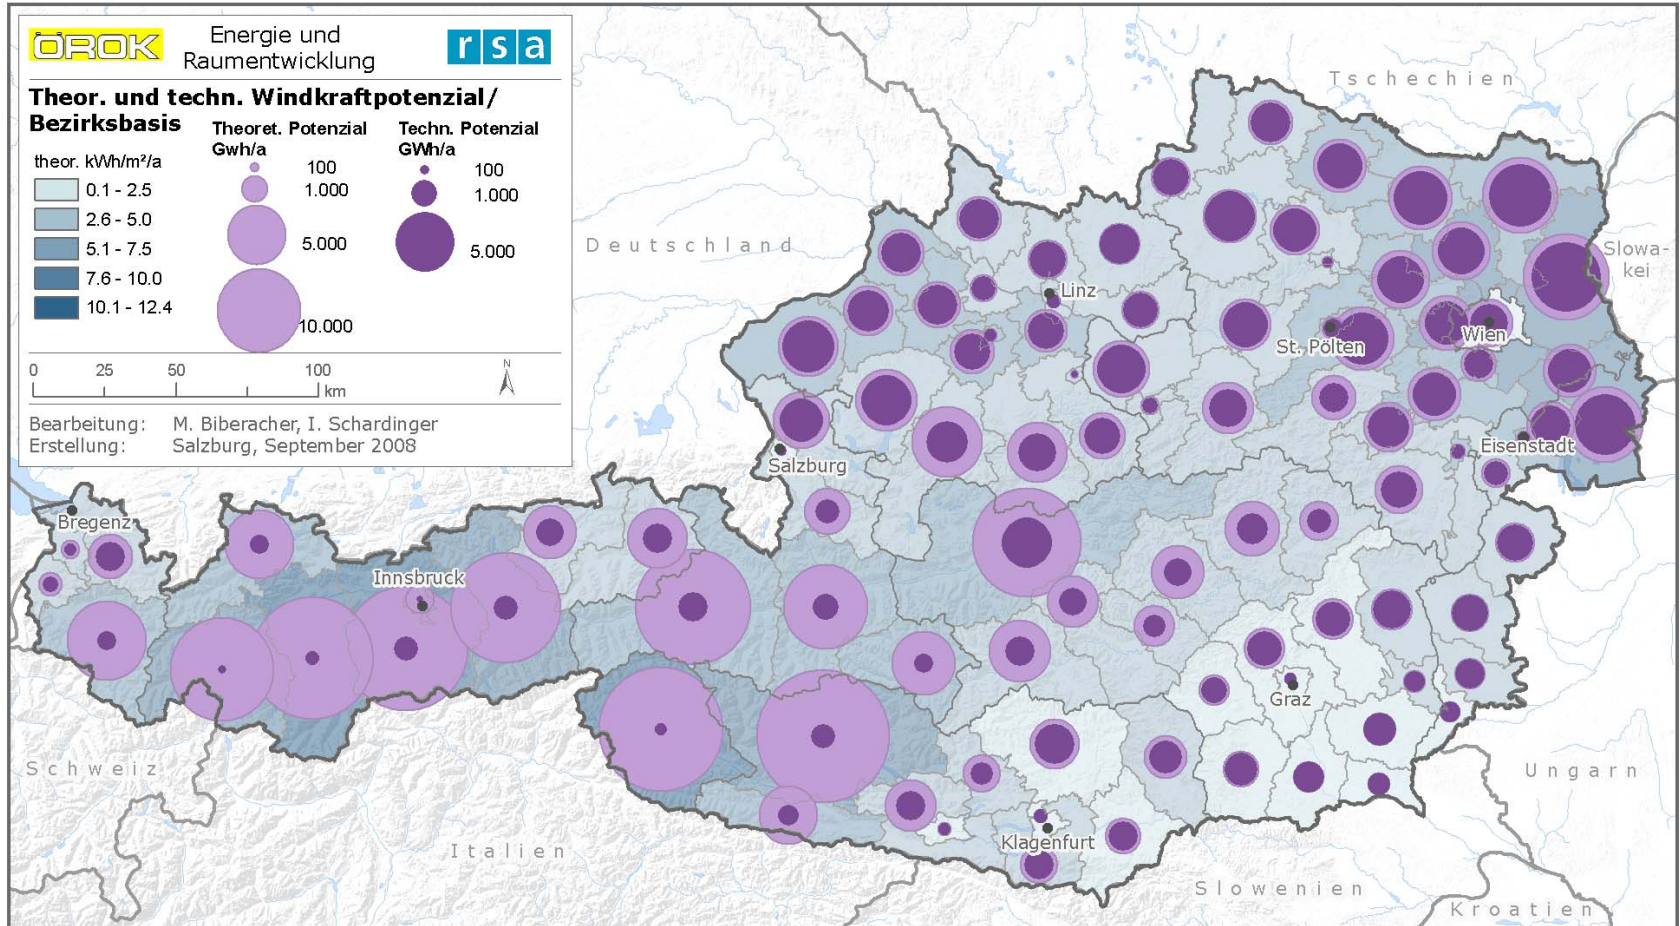 ÖROK
Energie und
Raumentwicklung
rsa
Theor. und techn. Windkraftpotenzial/
Bezirksbasis
theor. kWh/m²/a
0.1 - 2.5
2.6 - 5.0
5.1 - 7.5
7.6 - 10.0
10.1 - 12.4
Theoret. Potenzial
Gwh/a
100
1.000
5.000
10.000
Techn. Potenzial
GWh/a
100
1.000
5.000
0 25 50 100
km
N
Bearbeitung: M. Biberacher, I. Schardinger
Erstellung: Salzburg, September 2008
Tschechien
Deutschland
Slowa-
kei
Linz
St. Pölten
Wien
Eisenstadt
Salzburg
Bregenz
Innsbruck
Graz
Schweiz
Ungarn
Klagenfurt
Italien
Slowenien
Kroatien